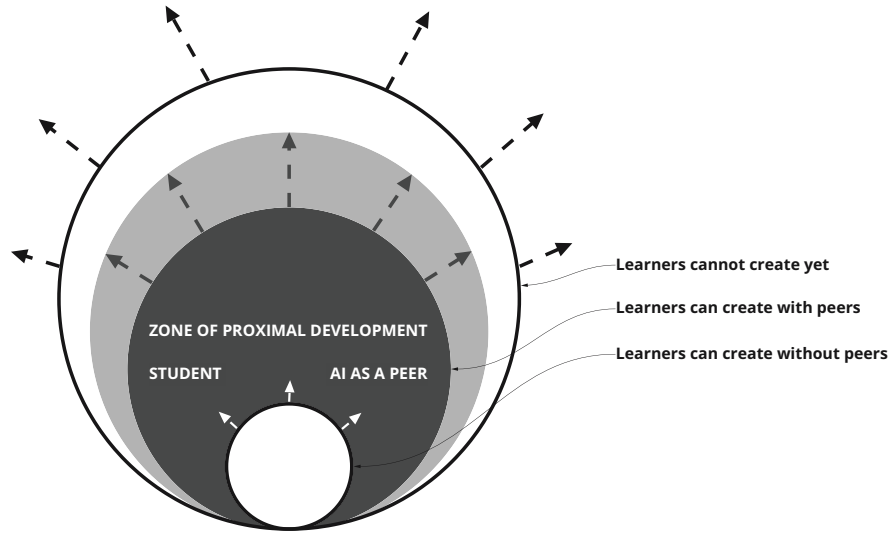 Learners cannot create yet
Learners can create with peers
ZONE OF PROXIMAL DEVELOPMENT
Learners can create without peers
STUDENT
AI AS A PEER